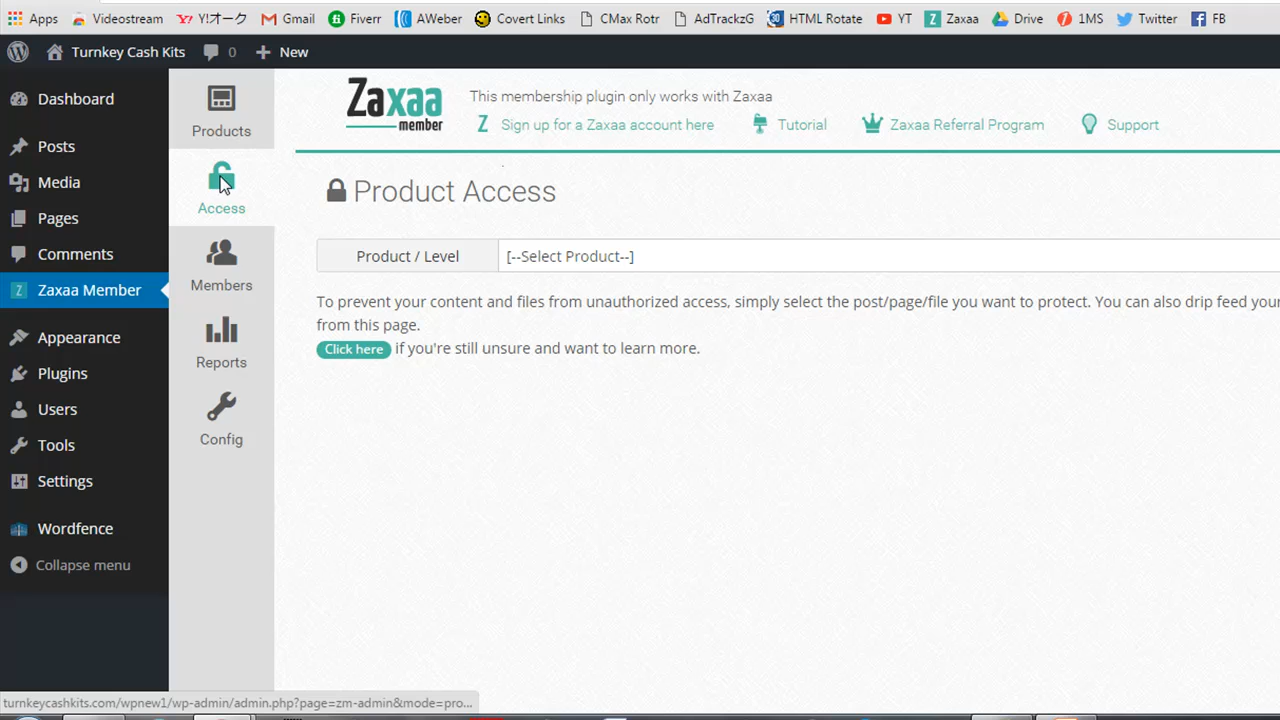 Apps Videostream Y!オーク Gmail Fiverr AWeber Covert Links CMax Rotr AdTrackzG HTML Rotate YT Zaxaa Drive 1MS Twitter FB
Turnkey Cash Kits 0 + New
Dashboard
Posts
Media
Pages
Comments
Zaxaa Member
Appearance
Plugins
Users
Tools
Settings
Wordfence
Collapse menu
Products
Access
Members
Reports
Config
Zaxaa
member
This membership plugin only works with Zaxaa
Z Sign up for a Zaxaa account here Tutorial Zaxaa Referral Program Support
Product Access
Product / Level [--Select Product--]
To prevent your content and files from unauthorized access, simply select the post/page/file you want to protect. You can also drip feed your
from this page.
Click here if you're still unsure and want to learn more.
turnkeycashkits.com/wpnew1/wp-admin/admin.php?page=zm-admin&mode=pro...